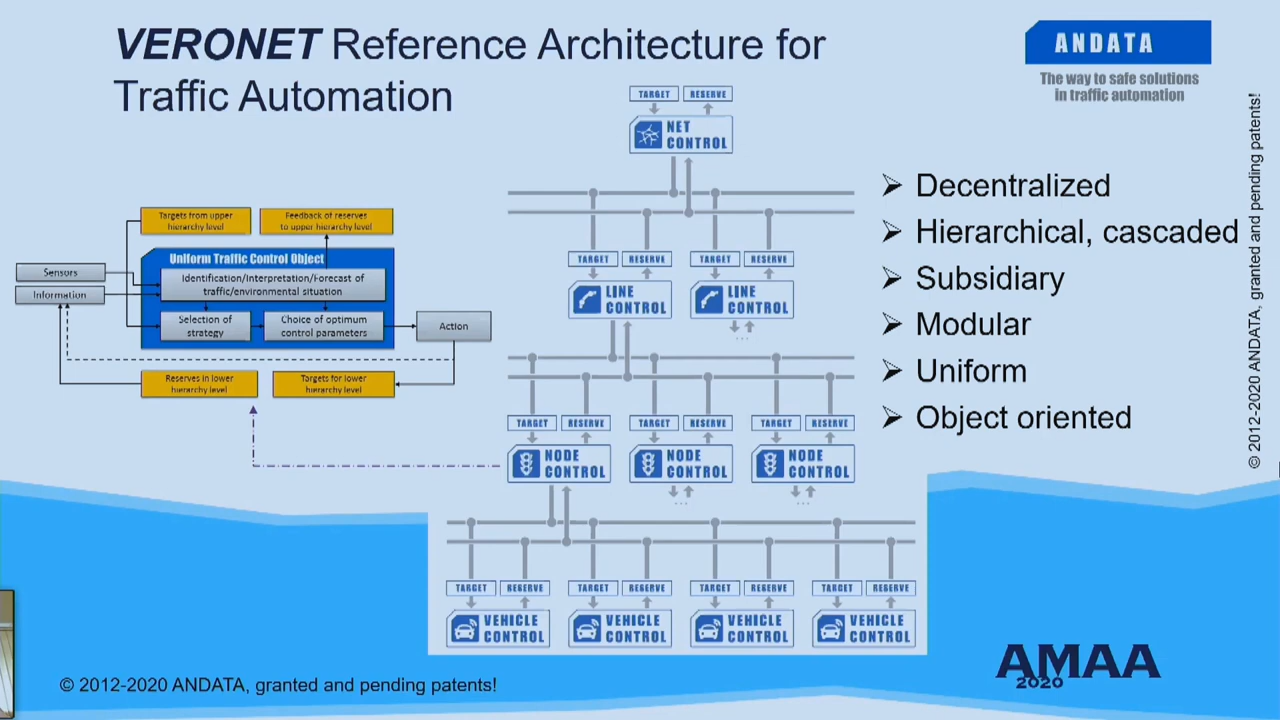 VERONET Reference Architecture for
Traffic Automation
ANDATA
The way to safe solutions
in traffic automation
© 2012-2020 ANDATA, granted and pending patents!
Targets from upper
hierarchy level
Feedback of reserves
to upper hierarchy level
Uniform Traffic Control Object
Sensors
Information
Identification/Interpretation/Forecast of
traffic/environmental situation
Selection of
strategy
Choice of optimum
control parameters
Action
Reserves in lower
hierarchy level
Targets for lower
hierarchy level
TARGET RESERVE
NET
CONTROL
TARGET RESERVE TARGET RESERVE
LINE
CONTROL
LINE
CONTROL
...
TARGET RESERVE TARGET RESERVE TARGET RESERVE
NODE
CONTROL
NODE
CONTROL
...
NODE
CONTROL
...
TARGET RESERVE TARGET RESERVE TARGET RESERVE TARGET RESERVE
VEHICLE
CONTROL
VEHICLE
CONTROL
VEHICLE
CONTROL
VEHICLE
CONTROL
➢ Decentralized
➢ Hierarchical, cascaded
➢ Subsidiary
➢ Modular
➢ Uniform
➢ Object oriented
© 2012-2020 ANDATA, granted and pending patents!
AMAA
2020